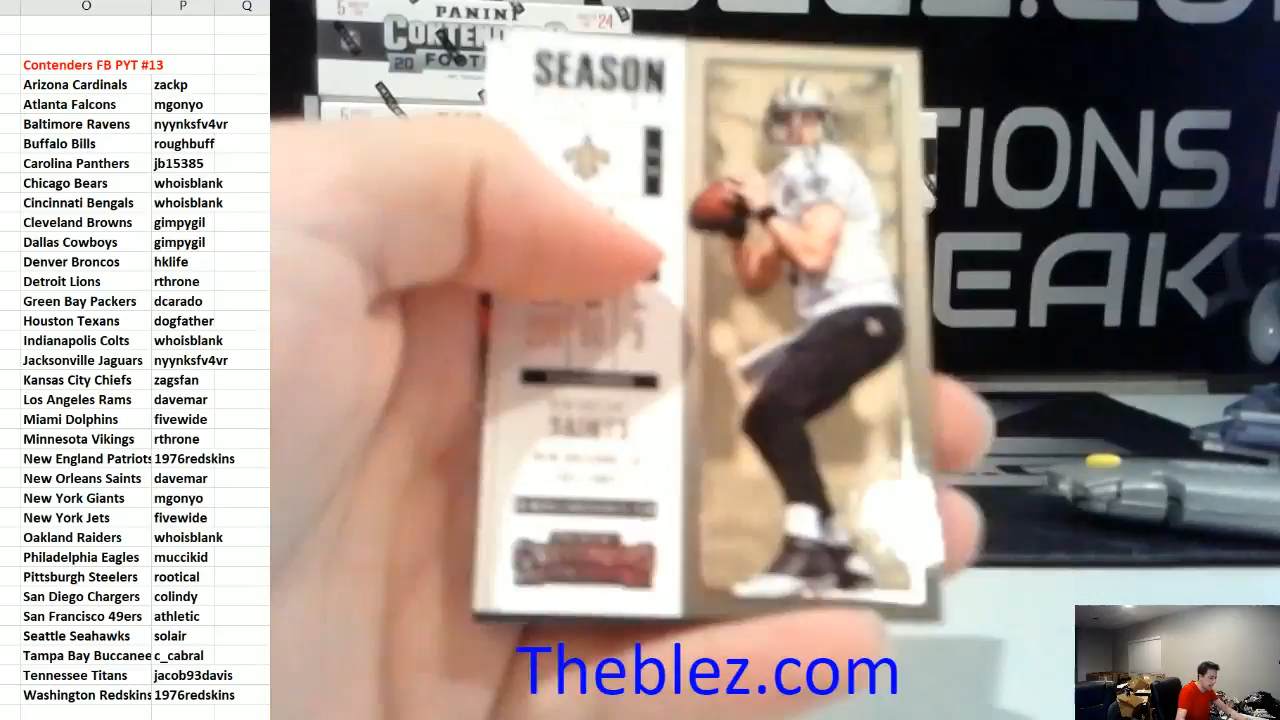 O P Q
Contenders FB PYT #13
Arizona Cardinals zackp
Atlanta Falcons mgonyo
Baltimore Ravens nyynksfv4vr
Buffalo Bills roughbuff
Carolina Panthers jb15385
Chicago Bears whoisblank
Cincinnati Bengals whoisblank
Cleveland Browns gimpygil
Dallas Cowboys gimpygil
Denver Broncos hklife
Detroit Lions rthrone
Green Bay Packers dcarado
Houston Texans dogfather
Indianapolis Colts whoisblank
Jacksonville Jaguars nyynksfv4vr
Kansas City Chiefs zagsfan
Los Angeles Rams davemar
Miami Dolphins fivewide
Minnesota Vikings rthrone
New England Patriots 1976redskins
New Orleans Saints davemar
New York Giants mgonyo
New York Jets fivewide
Oakland Raiders whoisblank
Philadelphia Eagles muccikid
Pittsburgh Steelers rootical
San Diego Chargers colindy
San Francisco 49ers athletic
Seattle Seahawks solair
Tampa Bay Buccanee c_cabral
Tennessee Titans jacob93davis
Washington Redskins 1976redskins
PANINI
24
20 FOOT
SEASON
SAINTS
TIONS
EAK
Theblez.com